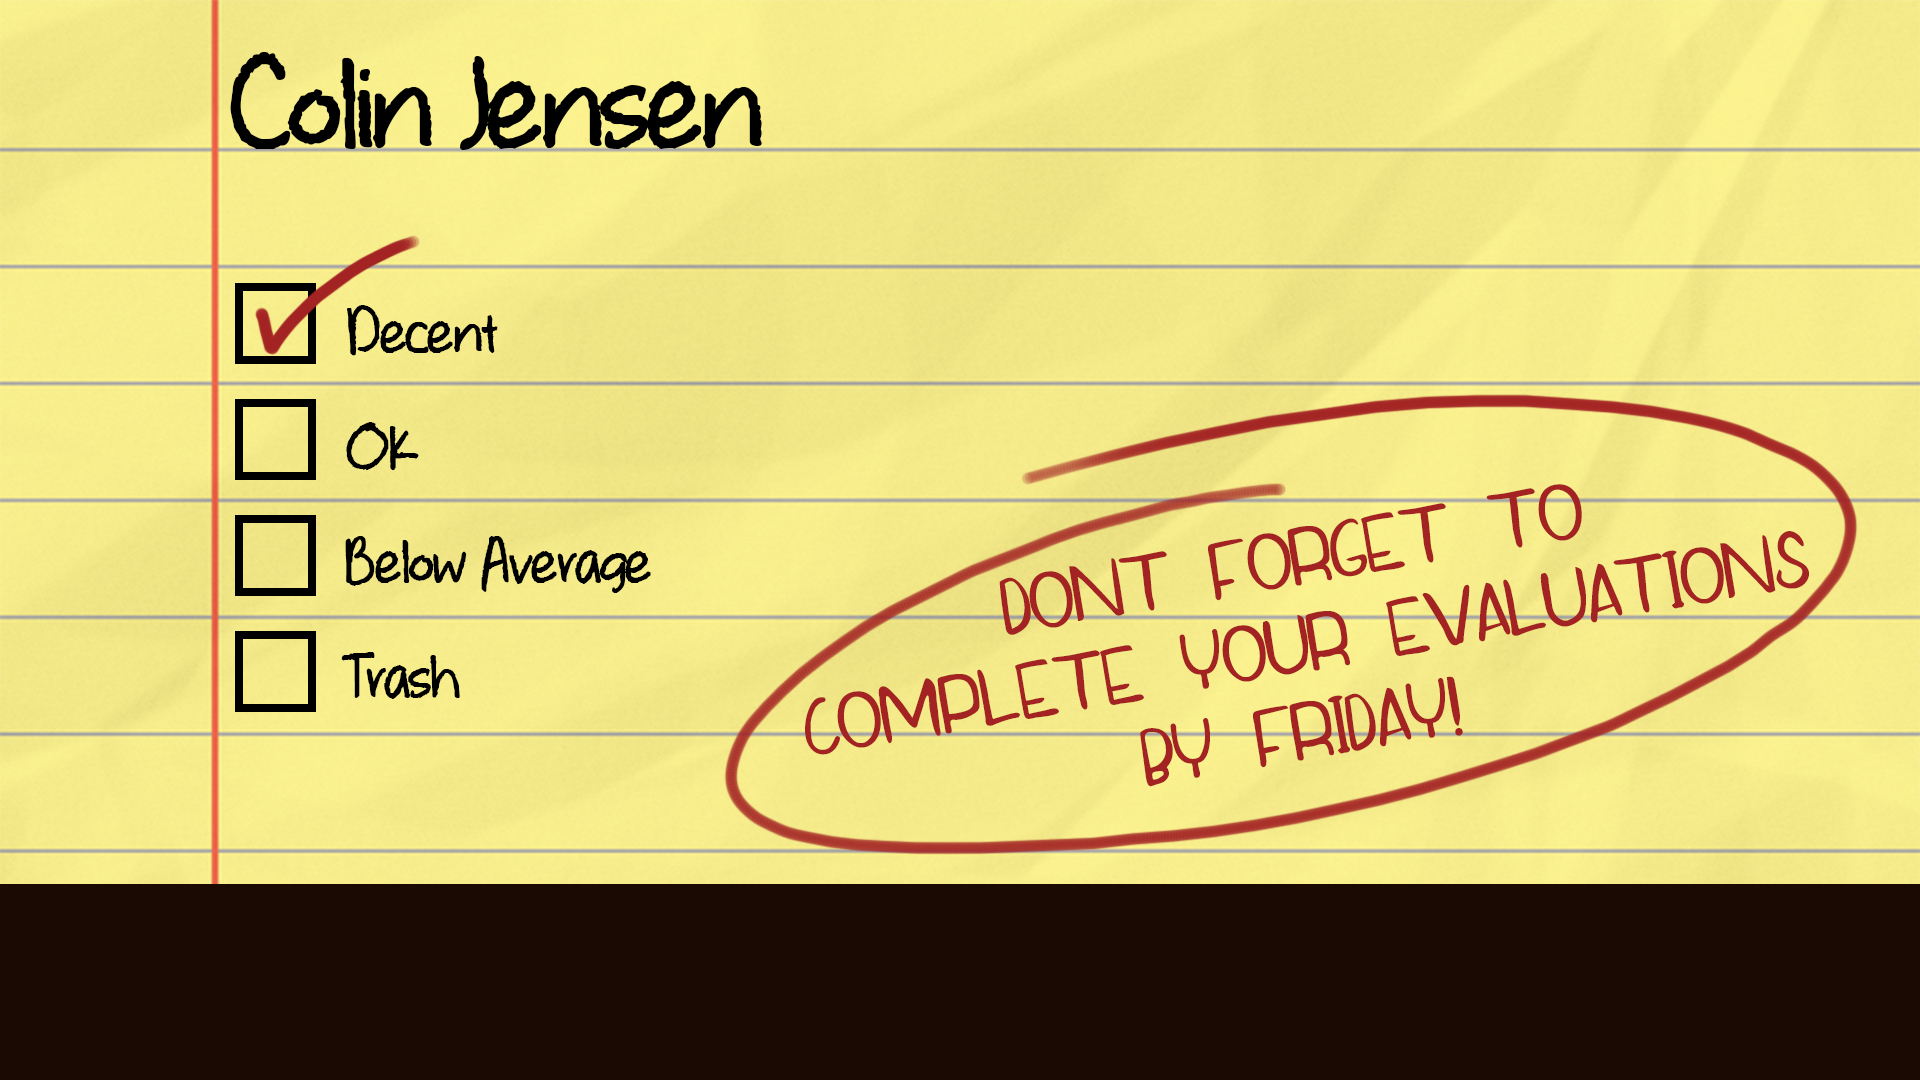 Colin Jensen
Decent
Ok
Below Average
Trash
DONT FORGET TO
COMPLETE YOUR EVALUATIONS
BY FRIDAY!